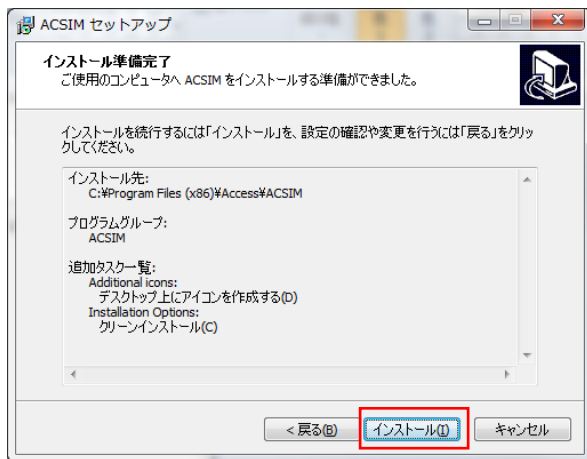 ACSIM セットアップ
インストール準備完了
ご使用のコンピュータへ ACSIM をインストールする準備ができました。
インストールを続行するには「インストール」を、設定の確認や変更を行うには「戻る」をクリッ
クしてください。
インストール先:
C:¥Program Files (x86)¥Access¥ACSIM
プログラムグループ:
ACSIM
追加タスク一覧:
Additional icons:
デスクトップ上にアイコンを作成する(D)
Installation Options:
クリーンインストール(C)
< 戻る(B) インストール(I) キャンセル